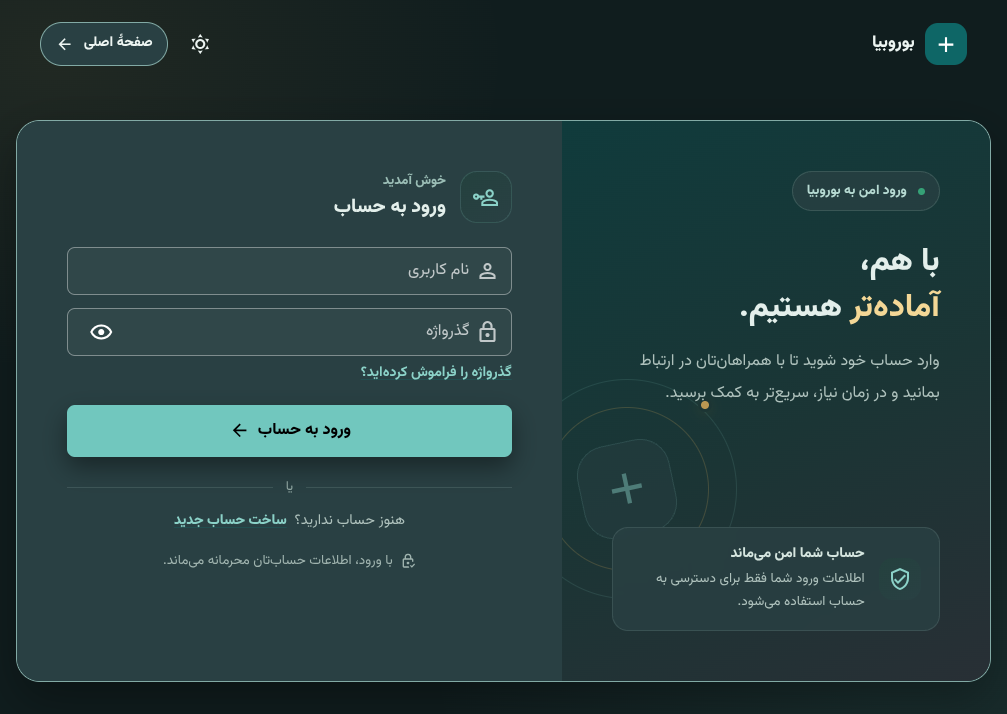 بوروبیا
صفحهٔ اصلی
ورود امن به بوروبیا
با هم،
آماده‌تر هستیم.
وارد حساب خود شوید تا با همراهان‌تان در ارتباط
بمانید و در زمان نیاز، سریع‌تر به کمک برسید.
حساب شما امن می‌ماند
اطلاعات ورود شما فقط برای دسترسی به
حساب استفاده می‌شود.
خوش آمدید
ورود به حساب
نام کاربری
گذرواژه
گذرواژه را فراموش کرده‌اید؟
ورود به حساب
یا
هنوز حساب ندارید؟ ساخت حساب جدید
با ورود، اطلاعات حساب‌تان محرمانه می‌ماند.